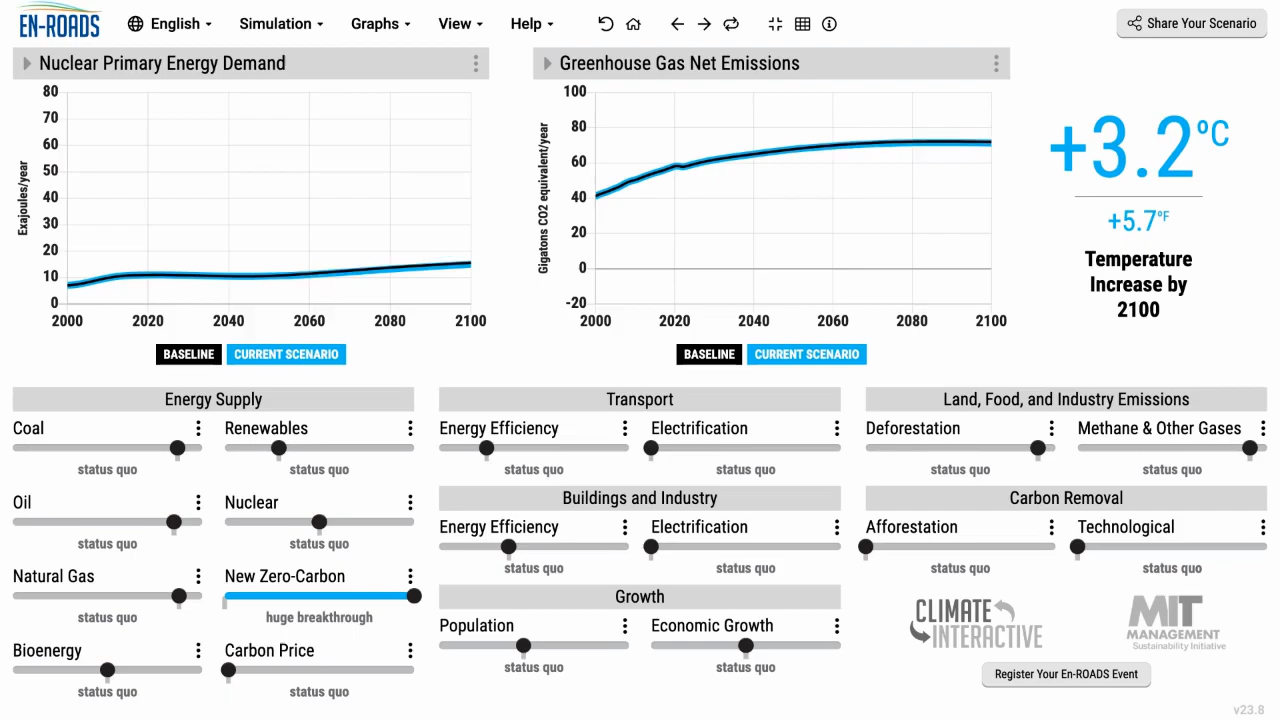 EN-ROADS
English
Simulation
Graphs
View
Help
Share Your Scenario
Nuclear Primary Energy Demand
Exajoules/year
80
70
60
50
40
30
20
10
0
2000 2020 2040 2060 2080 2100
BASELINE CURRENT SCENARIO
Greenhouse Gas Net Emissions
Gigatons CO2 equivalent/year
100
80
60
40
20
0
-20
2000 2020 2040 2060 2080 2100
BASELINE CURRENT SCENARIO
+3.2°C
+5.7°F
Temperature
Increase by
2100
Energy Supply
Coal
status quo
Renewables
status quo
Oil
status quo
Nuclear
status quo
Natural Gas
status quo
New Zero-Carbon
huge breakthrough
Bioenergy
status quo
Carbon Price
status quo
Transport
Energy Efficiency
status quo
Electrification
status quo
Buildings and Industry
Energy Efficiency
status quo
Electrification
status quo
Growth
Population
status quo
Economic Growth
status quo
Land, Food, and Industry Emissions
Deforestation
status quo
Methane & Other Gases
status quo
Carbon Removal
Afforestation
status quo
Technological
status quo
CLIMATE
INTERACTIVE
MIT
MANAGEMENT
Sustainability Initiative
Register Your En-ROADS Event
v23.8